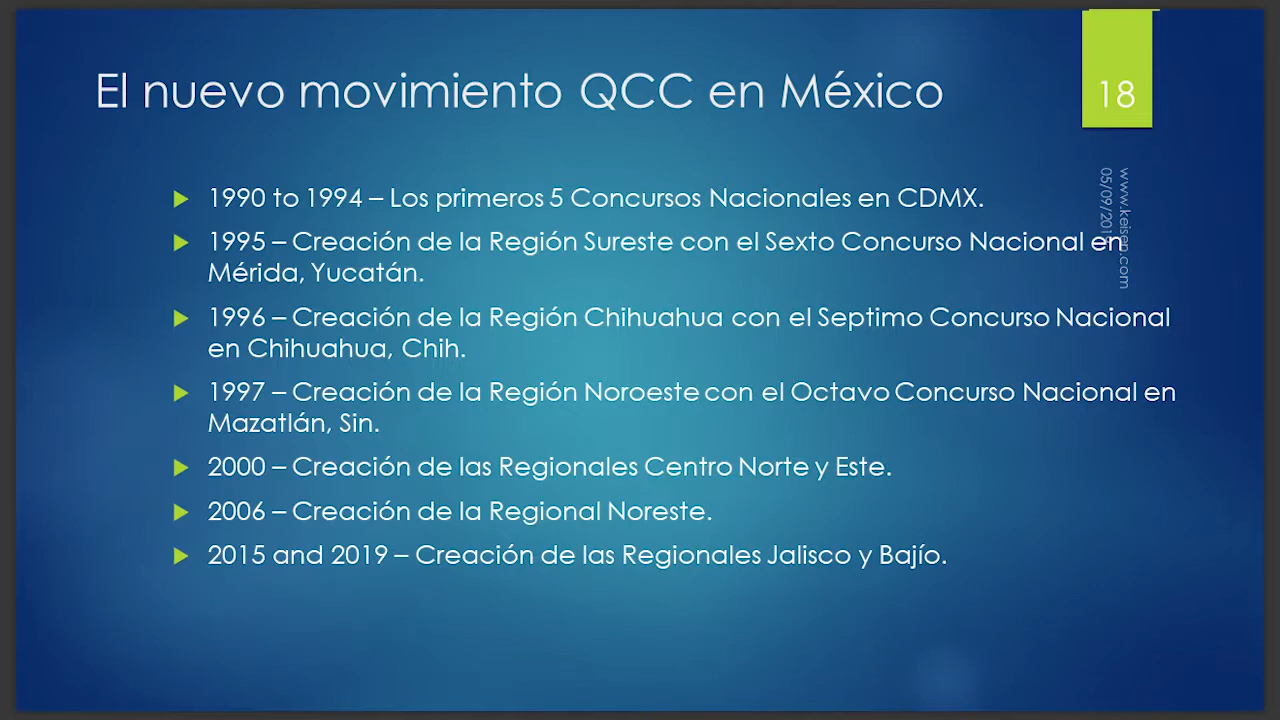 El nuevo movimiento QCC en México
18
1990 to 1994 – Los primeros 5 Concursos Nacionales en CDMX.
1995 – Creación de la Región Sureste con el Sexto Concurso Nacional en
Mérida, Yucatán.
1996 – Creación de la Región Chihuahua con el Septimo Concurso Nacional
en Chihuahua, Chih.
1997 – Creación de la Región Noroeste con el Octavo Concurso Nacional en
Mazatlán, Sin.
2000 – Creación de las Regionales Centro Norte y Este.
2006 – Creación de la Regional Noreste.
2015 and 2019 – Creación de las Regionales Jalisco y Bajío.
www.keisen.com